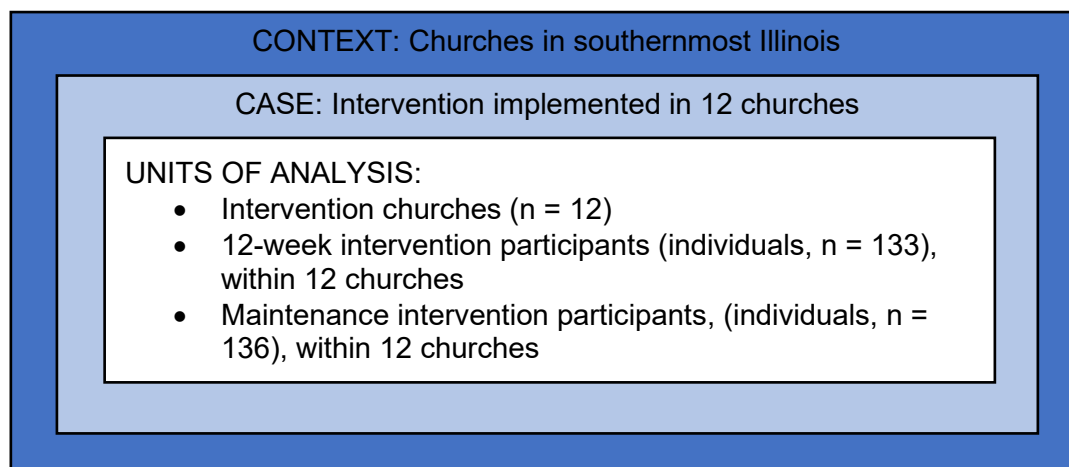 CONTEXT: Churches in southernmost Illinois
CASE: Intervention implemented in 12 churches
UNITS OF ANALYSIS:
• Intervention churches (n = 12)
• 12-week intervention participants (individuals, n = 133),
within 12 churches
• Maintenance intervention participants, (individuals, n =
136), within 12 churches